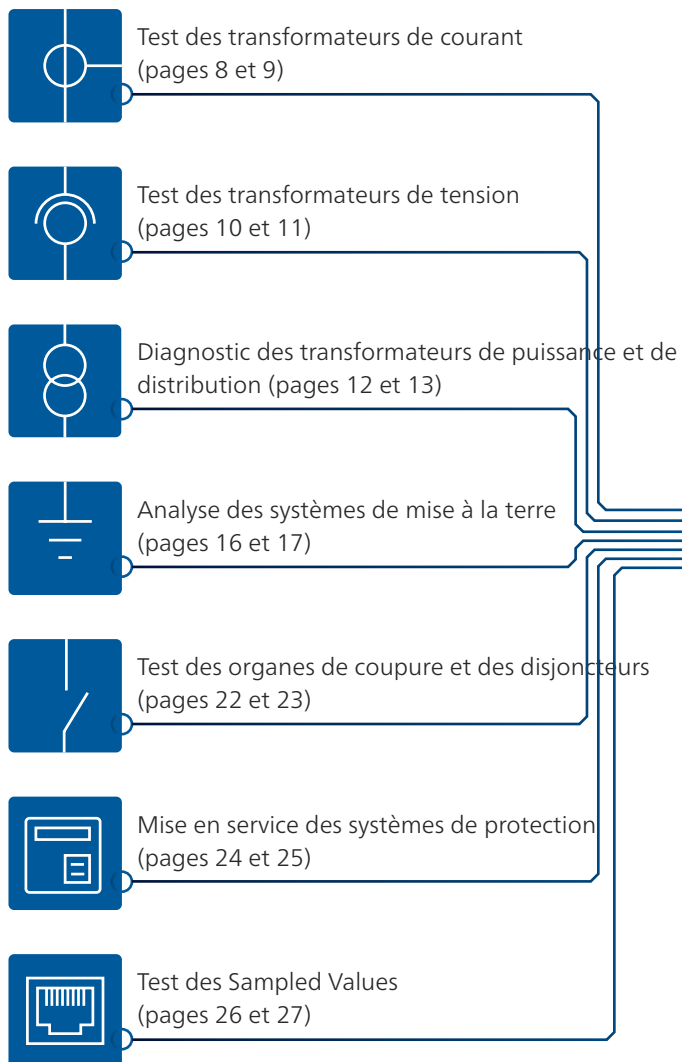 Test des transformateurs de courant
(pages 8 et 9)
Test des transformateurs de tension
(pages 10 et 11)
Diagnostic des transformateurs de puissance et de
distribution (pages 12 et 13)
Analyse des systèmes de mise à la terre
(pages 16 et 17)
Test des organes de coupure et des disjoncteurs
(pages 22 et 23)
Mise en service des systèmes de protection
(pages 24 et 25)
Test des Sampled Values
(pages 26 et 27)